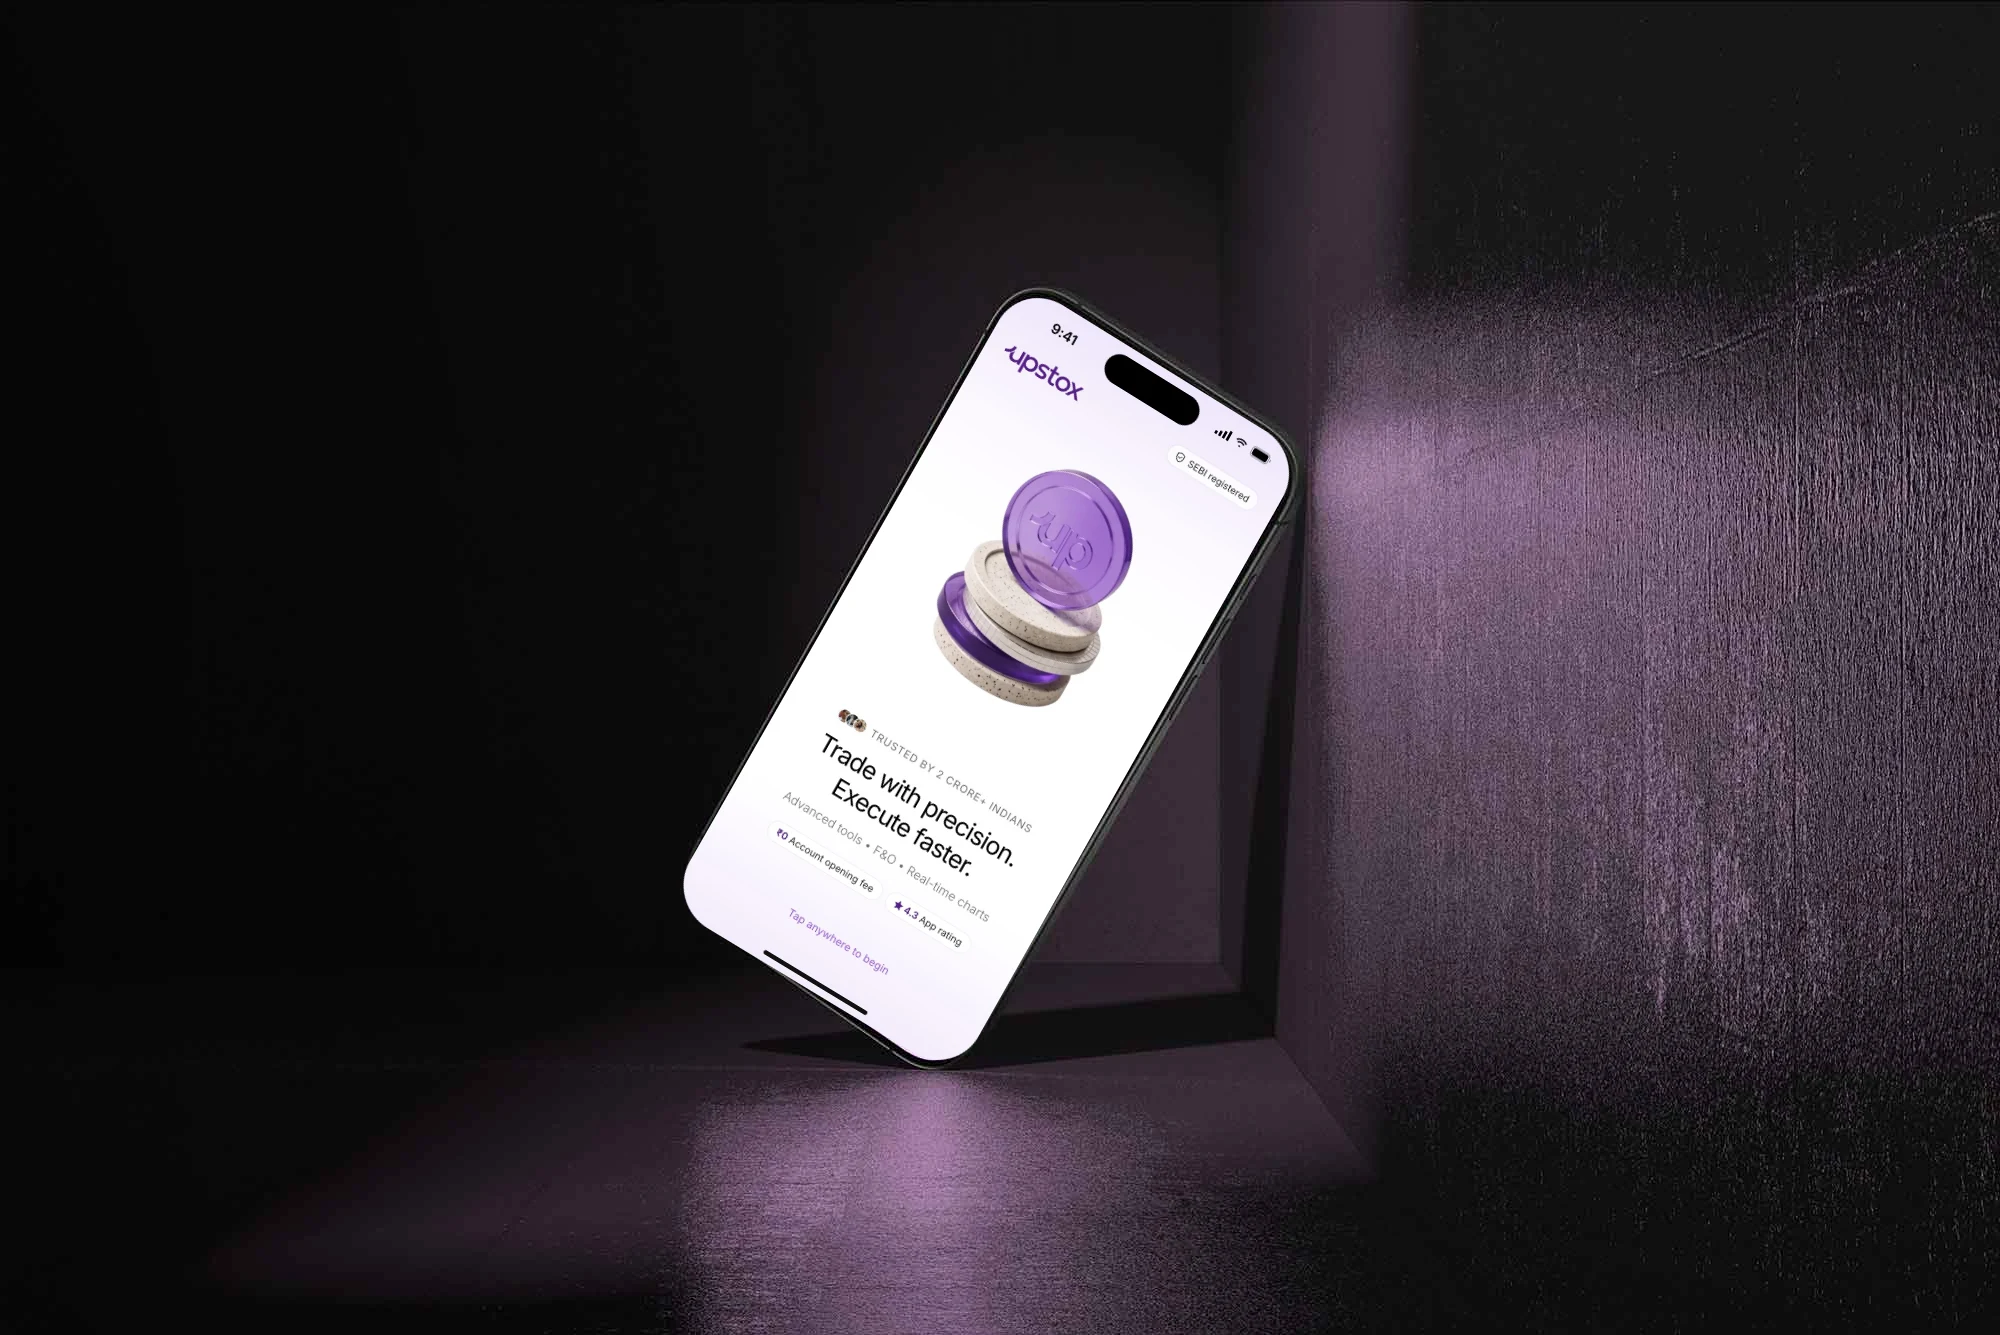 9:41
upstox
SEBI registered
up
TRUSTED BY 2 CRORE+ INDIANS
Trade with precision.
Execute faster.
Advanced tools • F&O • Real-time charts
₹0 Account opening fee
★ 4.3 App rating
Tap anywhere to begin